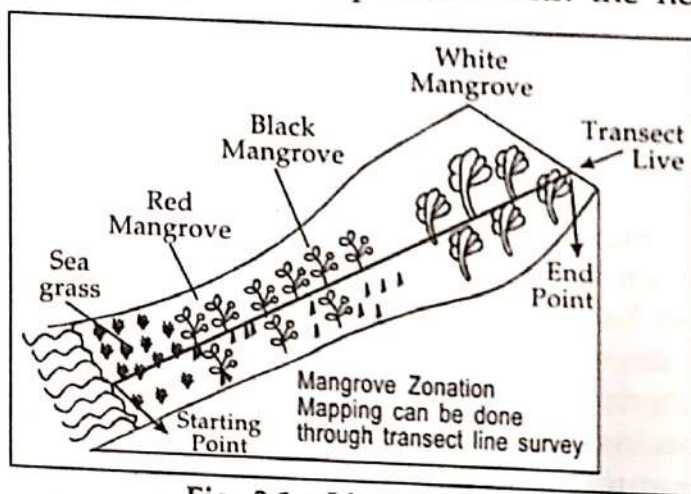 White
Mangrove
Transect
Live
Black
Mangrove
Red
Mangrove
Sea
grass
End
Point
Starting
Point
Mangrove Zonation
Mapping can be done
through transect line survey